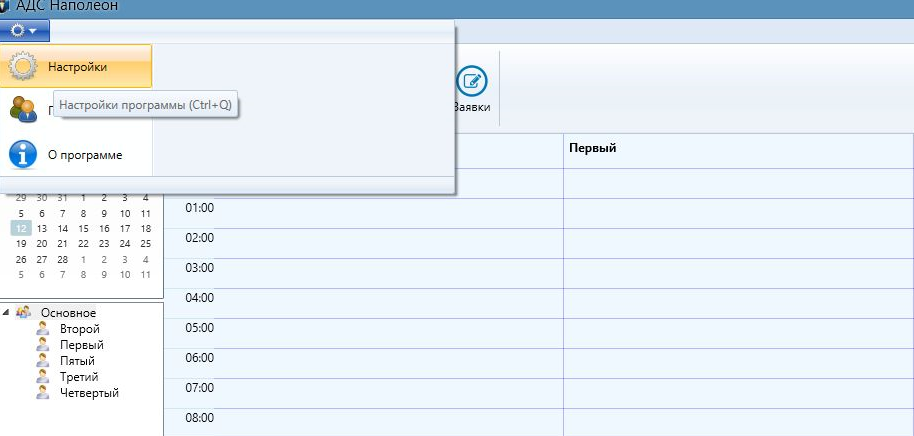 АДС Наполеон
Настройки
Настройки программы (Ctrl+Q)
О программе
Заявки
Первый
29 30 31 1 2 3 4
5 6 7 8 9 10 11
12 13 14 15 16 17 18
19 20 21 22 23 24 25
26 27 28 1 2 3 4
5 6 7 8 9 10 11
01:00
02:00
03:00
04:00
05:00
06:00
07:00
08:00
Основное
Второй
Первый
Пятый
Третий
Четвертый